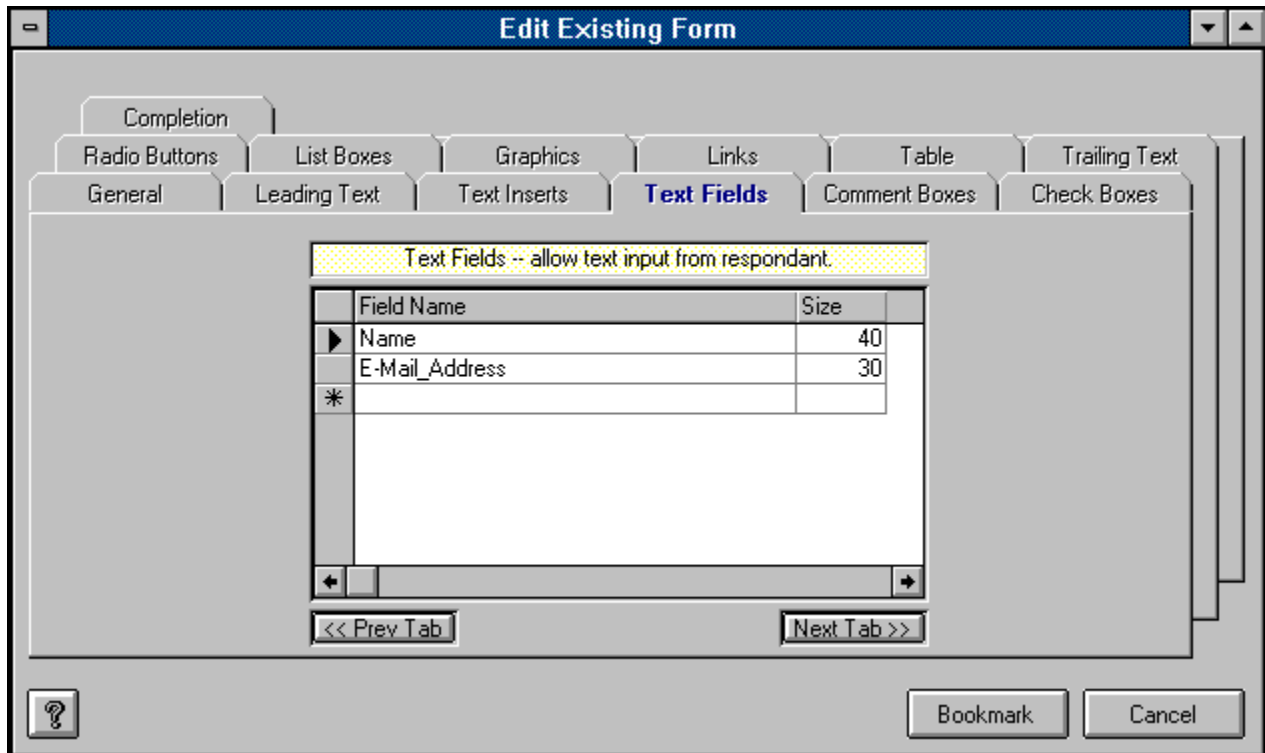 Edit Existing Form
Completion
Radio Buttons List Boxes Graphics Links Table Trailing Text
General Leading Text Text Inserts Text Fields Comment Boxes Check Boxes
Text Fields -- allow text input from respondant.
Field Name Size
Name 40
E-Mail_Address 30
<< Prev Tab Next Tab >>
? Bookmark Cancel